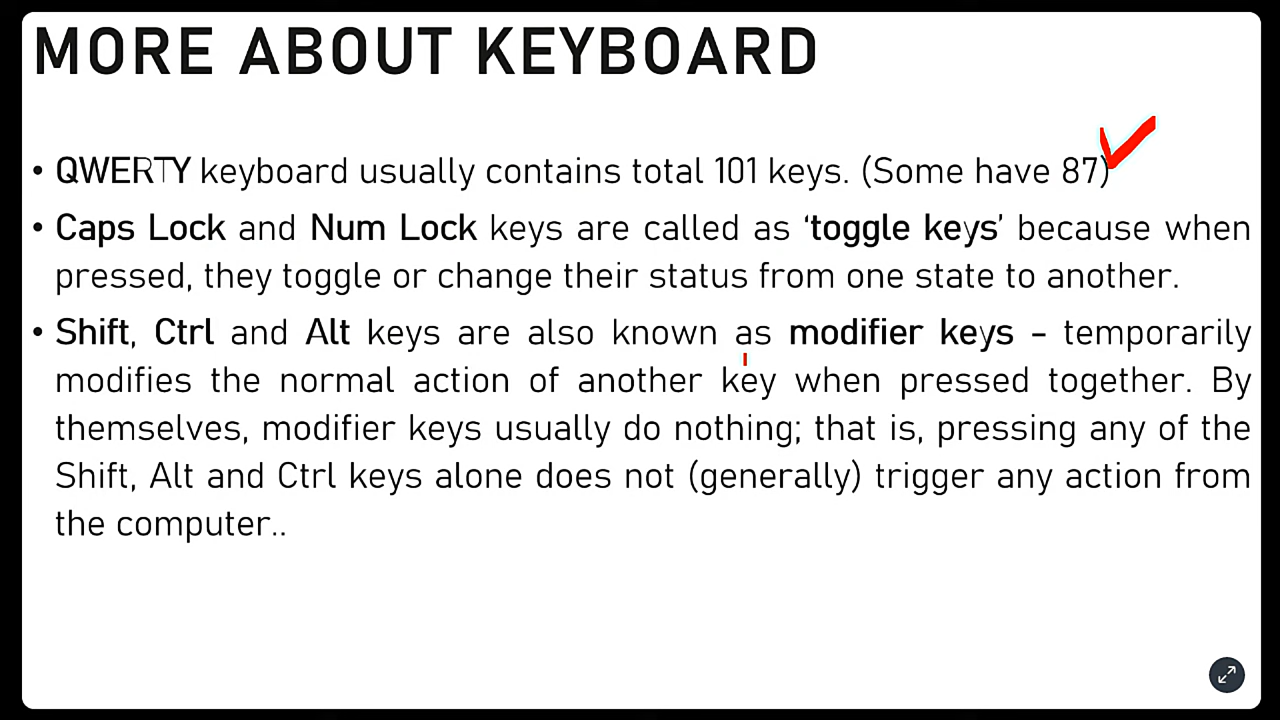 MORE ABOUT KEYBOARD
• QWERTY keyboard usually contains total 101 keys. (Some have 87)
• Caps Lock and Num Lock keys are called as ‘toggle keys’ because when
pressed, they toggle or change their status from one state to another.
• Shift, Ctrl and Alt keys are also known as modifier keys – temporarily
modifies the normal action of another key when pressed together. By
themselves, modifier keys usually do nothing; that is, pressing any of the
Shift, Alt and Ctrl keys alone does not (generally) trigger any action from
the computer..